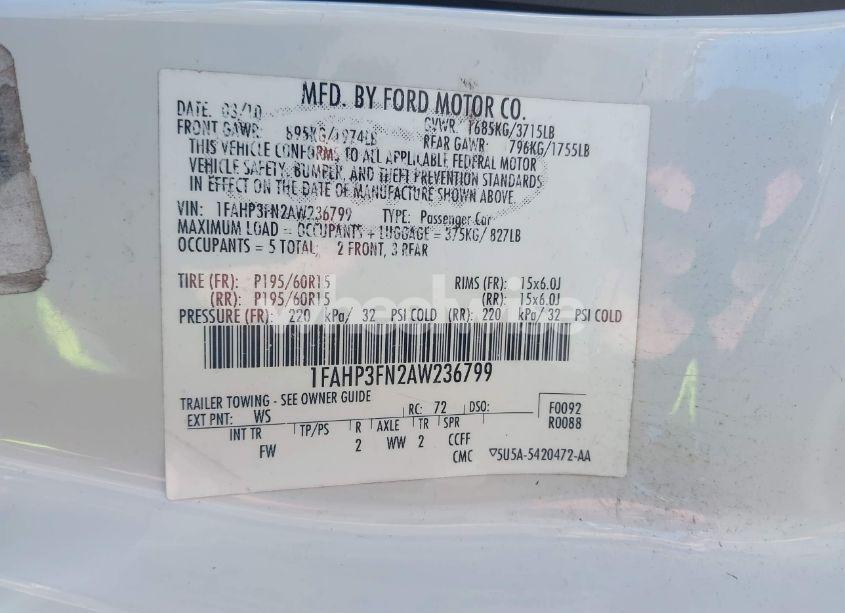 MFD. BY FORD MOTOR CO.
DATE: 03/10 GVWR: 1685KG/3715LB
FRONT GAWR: 895KG/1974LB REAR GAWR: 796KG/1755LB
THIS VEHICLE CONFORMS TO ALL APPLICABLE FEDERAL MOTOR
VEHICLE SAFETY, BUMPER, AND THEFT PREVENTION STANDARDS
IN EFFECT ON THE DATE OF MANUFACTURE SHOWN ABOVE.
VIN: 1FAHP3FN2AW236799 TYPE: Passenger Car
MAXIMUM LOAD = OCCUPANTS + LUGGAGE = 375KG/ 827LB
OCCUPANTS = 5 TOTAL; 2 FRONT, 3 REAR
TIRE (FR): P195/60R15 RIMS (FR): 15x6.0J
(RR): P195/60R15 (RR): 15x6.0J
PRESSURE (FR): 220 kPa/ 32 PSI COLD (RR): 220 kPa/ 32 PSI COLD
1FAHP3FN2AW236799
TRAILER TOWING - SEE OWNER GUIDE
EXT PNT: WS RC: 72 DSO: F0092
R0088
INT TR TP/PS R AXLE TR SPR
FW 2 WW 2 CCFF
CMC ▽5U5A-5420472-AA